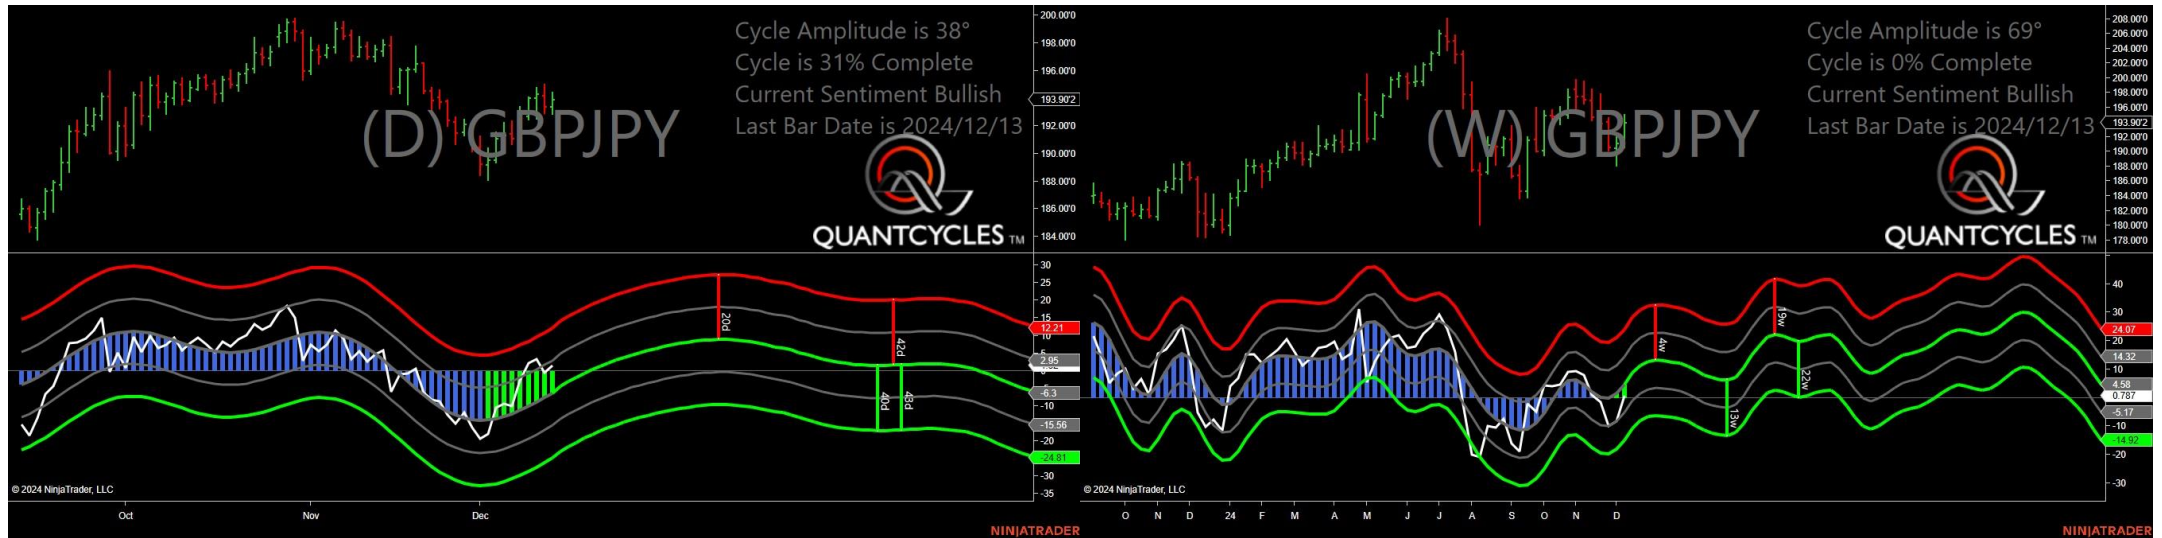 Cycle Amplitude is 38°
Cycle is 31% Complete
Current Sentiment Bullish
Last Bar Date is 2024/12/13
(D) GBPJPY
QUANTCYCLES TM
200.00'0
198.00'0
196.00'0
193.90'2
192.00'0
190.00'0
188.00'0
186.00'0
184.00'0
30
25
20
15
12.21
10
2.95
-6.3
-10
-15.56
-20
-24.81
-30
-35
20d
42d
40d
43d
© 2024 NinjaTrader, LLC
Oct Nov Dec
NINJATRADER
Cycle Amplitude is 69°
Cycle is 0% Complete
Current Sentiment Bullish
Last Bar Date is 2024/12/13
(W) GBPJPY
QUANTCYCLES TM
208.00'0
206.00'0
204.00'0
202.00'0
200.00'0
198.00'0
196.00'0
193.90'2
192.00'0
190.00'0
188.00'0
186.00'0
184.00'0
182.00'0
180.00'0
178.00'0
40
30
24.07
20
14.32
10
4.58
0.787
-5.17
-10
-14.92
-20
-30
4w
19w
13w
22w
© 2024 NinjaTrader, LLC
O N D 24 F M A M J J A S O N D
NINJATRADER